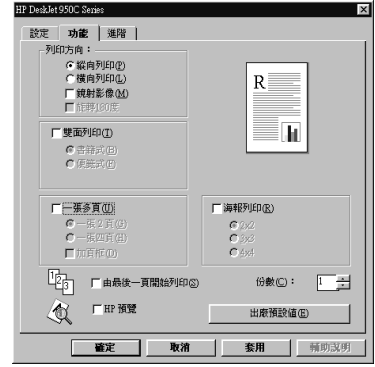 HP DeskJet 950C Series
設定 功能 進階
列印方向：
縱向列印(P)
橫向列印(L)
鏡射影像(M)
旋轉180度
雙面列印(I)
書籍式(B)
便箋式(F)
一張多頁(U)
一張 2 頁(G)
一張四頁(H)
加頁框(D)
海報列印(R)
2x2
3x3
4x4
R
1 2 3
由最後一頁開始列印(S)
份數(C)： 1
HP 預覽
出廠預設值(E)
確定 取消 套用 輔助說明